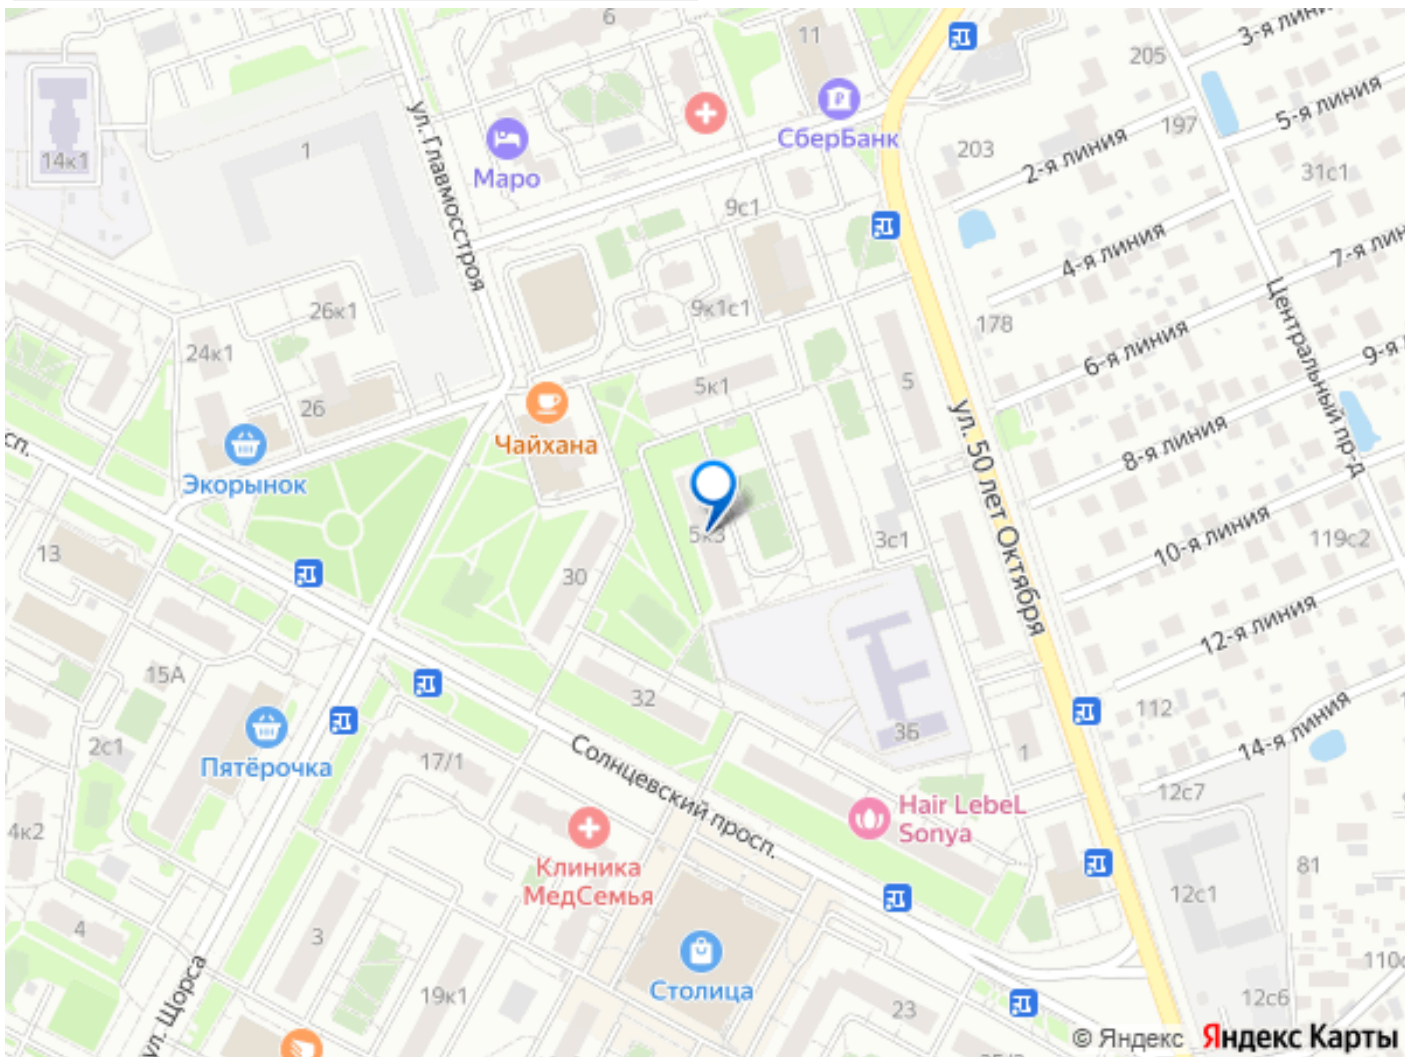 6
11
3-я лини
205
5-я линия
197
ул. Главмосстроя
СберБанк
203
2-я линия
31с1
14к1
1
Маро
9с1
4-я линия
7-я лин
Центральный пр-д
26к1
9к1с1
178
6-я линия
9-я
24к1
5к1
5
26
Чайхана
ул. 50 лет Октября
8-я линия
сп.
Экорынок
5к3
3с1
10-я линия
119с2
13
30
12-я линия
15А
32
3Б
112
14-я линия
2с1
Пятёрочка
17/1
Солнцевский просп.
1
12с7
Hair LebeL
Sonya
4к2
Клиника
МедСемья
81
12с1
4
3
ул. Щорса
19к1
Столица
23
110с
12с6
© Яндекс Яндекс Карты